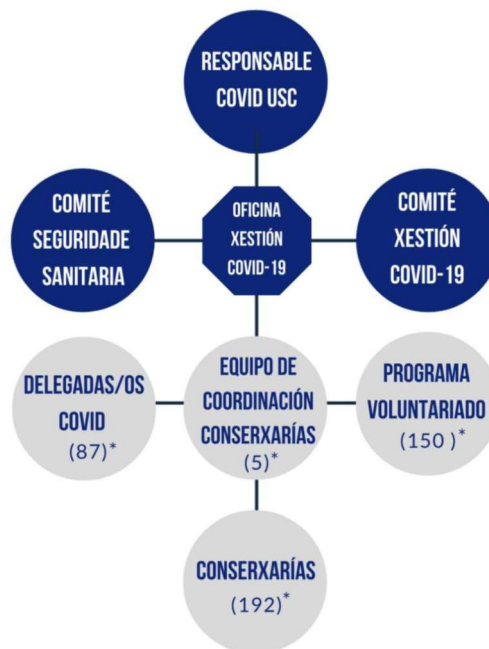 RESPONSABLE
COVID USC
COMITÉ
SEGURIDADE
SANITARIA
OFICINA
XESTIÓN
COVID-19
COMITÉ
XESTIÓN
COVID-19
DELEGADAS/OS
COVID
(87)*
EQUIPO DE
COORDINACIÓN
CONSERXARÍAS
(5)*
PROGRAMA
VOLUNTARIADO
(150 )*
CONSERXARÍAS
(192)*